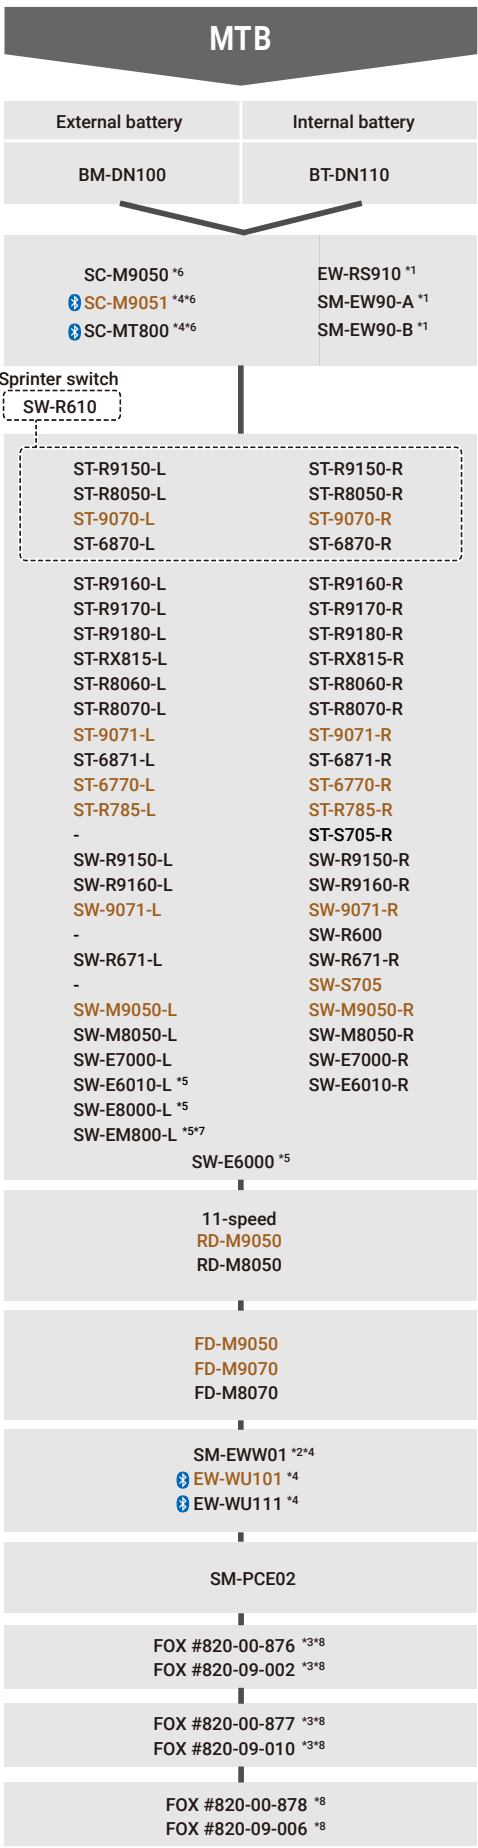 MTB
External battery Internal battery
BM-DN100 BT-DN110
SC-M9050 *6 EW-RS910 *1
SC-M9051 *4*6 SM-EW90-A *1
SC-MT800 *4*6 SM-EW90-B *1
Sprinter switch
SW-R610
ST-R9150-L ST-R9150-R
ST-R8050-L ST-R8050-R
ST-9070-L ST-9070-R
ST-6870-L ST-6870-R
ST-R9160-L ST-R9160-R
ST-R9170-L ST-R9170-R
ST-R9180-L ST-R9180-R
ST-RX815-L ST-RX815-R
ST-R8060-L ST-R8060-R
ST-R8070-L ST-R8070-R
ST-9071-L ST-9071-R
ST-6871-L ST-6871-R
ST-6770-L ST-6770-R
ST-R785-L ST-R785-R
- ST-S705-R
SW-R9150-L SW-R9150-R
SW-R9160-L SW-R9160-R
SW-9071-L SW-9071-R
- SW-R600
SW-R671-L SW-R671-R
- SW-S705
SW-M9050-L SW-M9050-R
SW-M8050-L SW-M8050-R
SW-E7000-L SW-E7000-R
SW-E6010-L *5 SW-E6010-R
SW-E8000-L *5
SW-EM800-L *5*7
SW-E6000 *5
11-speed
RD-M9050
RD-M8050
FD-M9050
FD-M9070
FD-M8070
SM-EWW01 *2*4
EW-WU101 *4
EW-WU111 *4
SM-PCE02
FOX #820-00-876 *3*8
FOX #820-09-002 *3*8
FOX #820-00-877 *3*8
FOX #820-09-010 *3*8
FOX #820-00-878 *8
FOX #820-09-006 *8